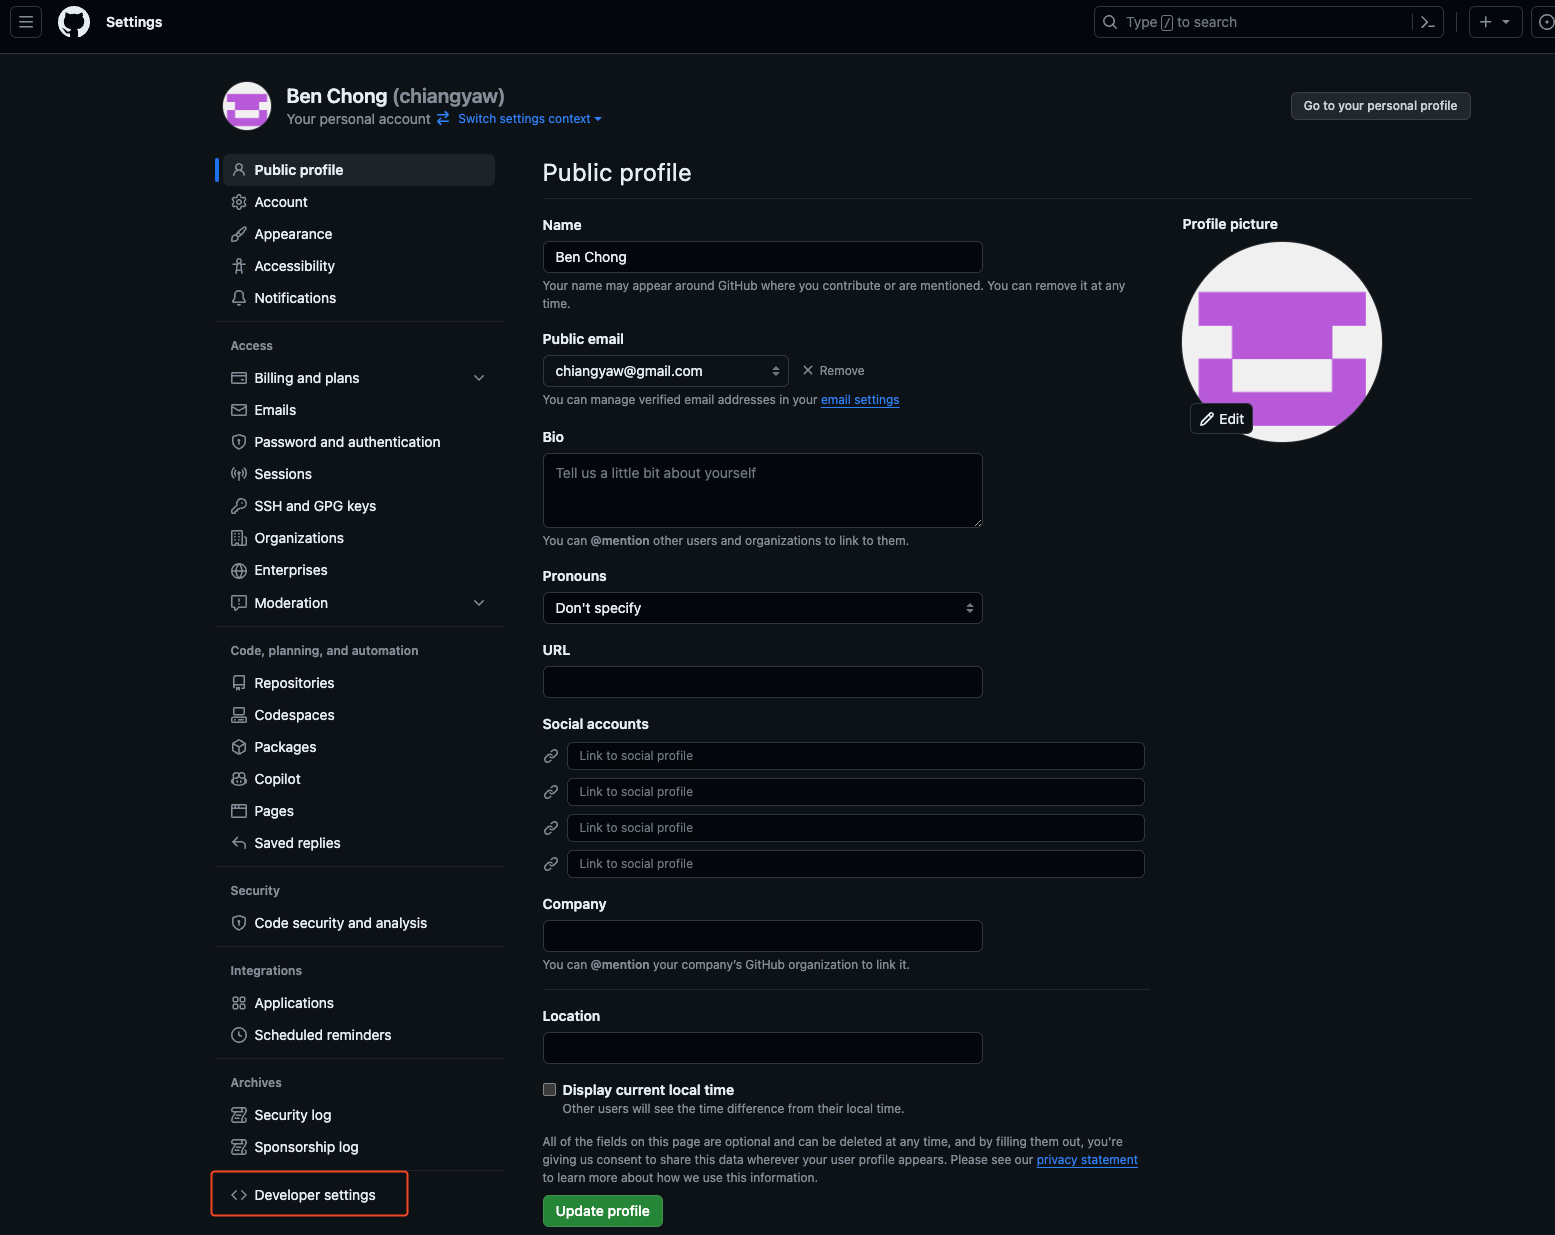 Settings
Type / to search
Ben Chong (chiangyaw)
Your personal account Switch settings context
Go to your personal profile
Public profile
Account
Appearance
Accessibility
Notifications
Access
Billing and plans
Emails
Password and authentication
Sessions
SSH and GPG keys
Organizations
Enterprises
Moderation
Code, planning, and automation
Repositories
Codespaces
Packages
Copilot
Pages
Saved replies
Security
Code security and analysis
Integrations
Applications
Scheduled reminders
Archives
Security log
Sponsorship log
Developer settings
Public profile
Name
Ben Chong
Your name may appear around GitHub where you contribute or are mentioned. You can remove it at any
time.
Public email
chiangyaw@gmail.com
Remove
You can manage verified email addresses in your email settings
Bio
Tell us a little bit about yourself
You can @mention other users and organizations to link to them.
Pronouns
Don't specify
URL
Social accounts
Link to social profile
Link to social profile
Link to social profile
Link to social profile
Company
You can @mention your company's GitHub organization to link it.
Location
Display current local time
Other users will see the time difference from their local time.
All of the fields on this page are optional and can be deleted at any time, and by filling them out, you're
giving us consent to share this data wherever your user profile appears. Please see our privacy statement
to learn more about how we use this information.
Update profile
Profile picture
Edit